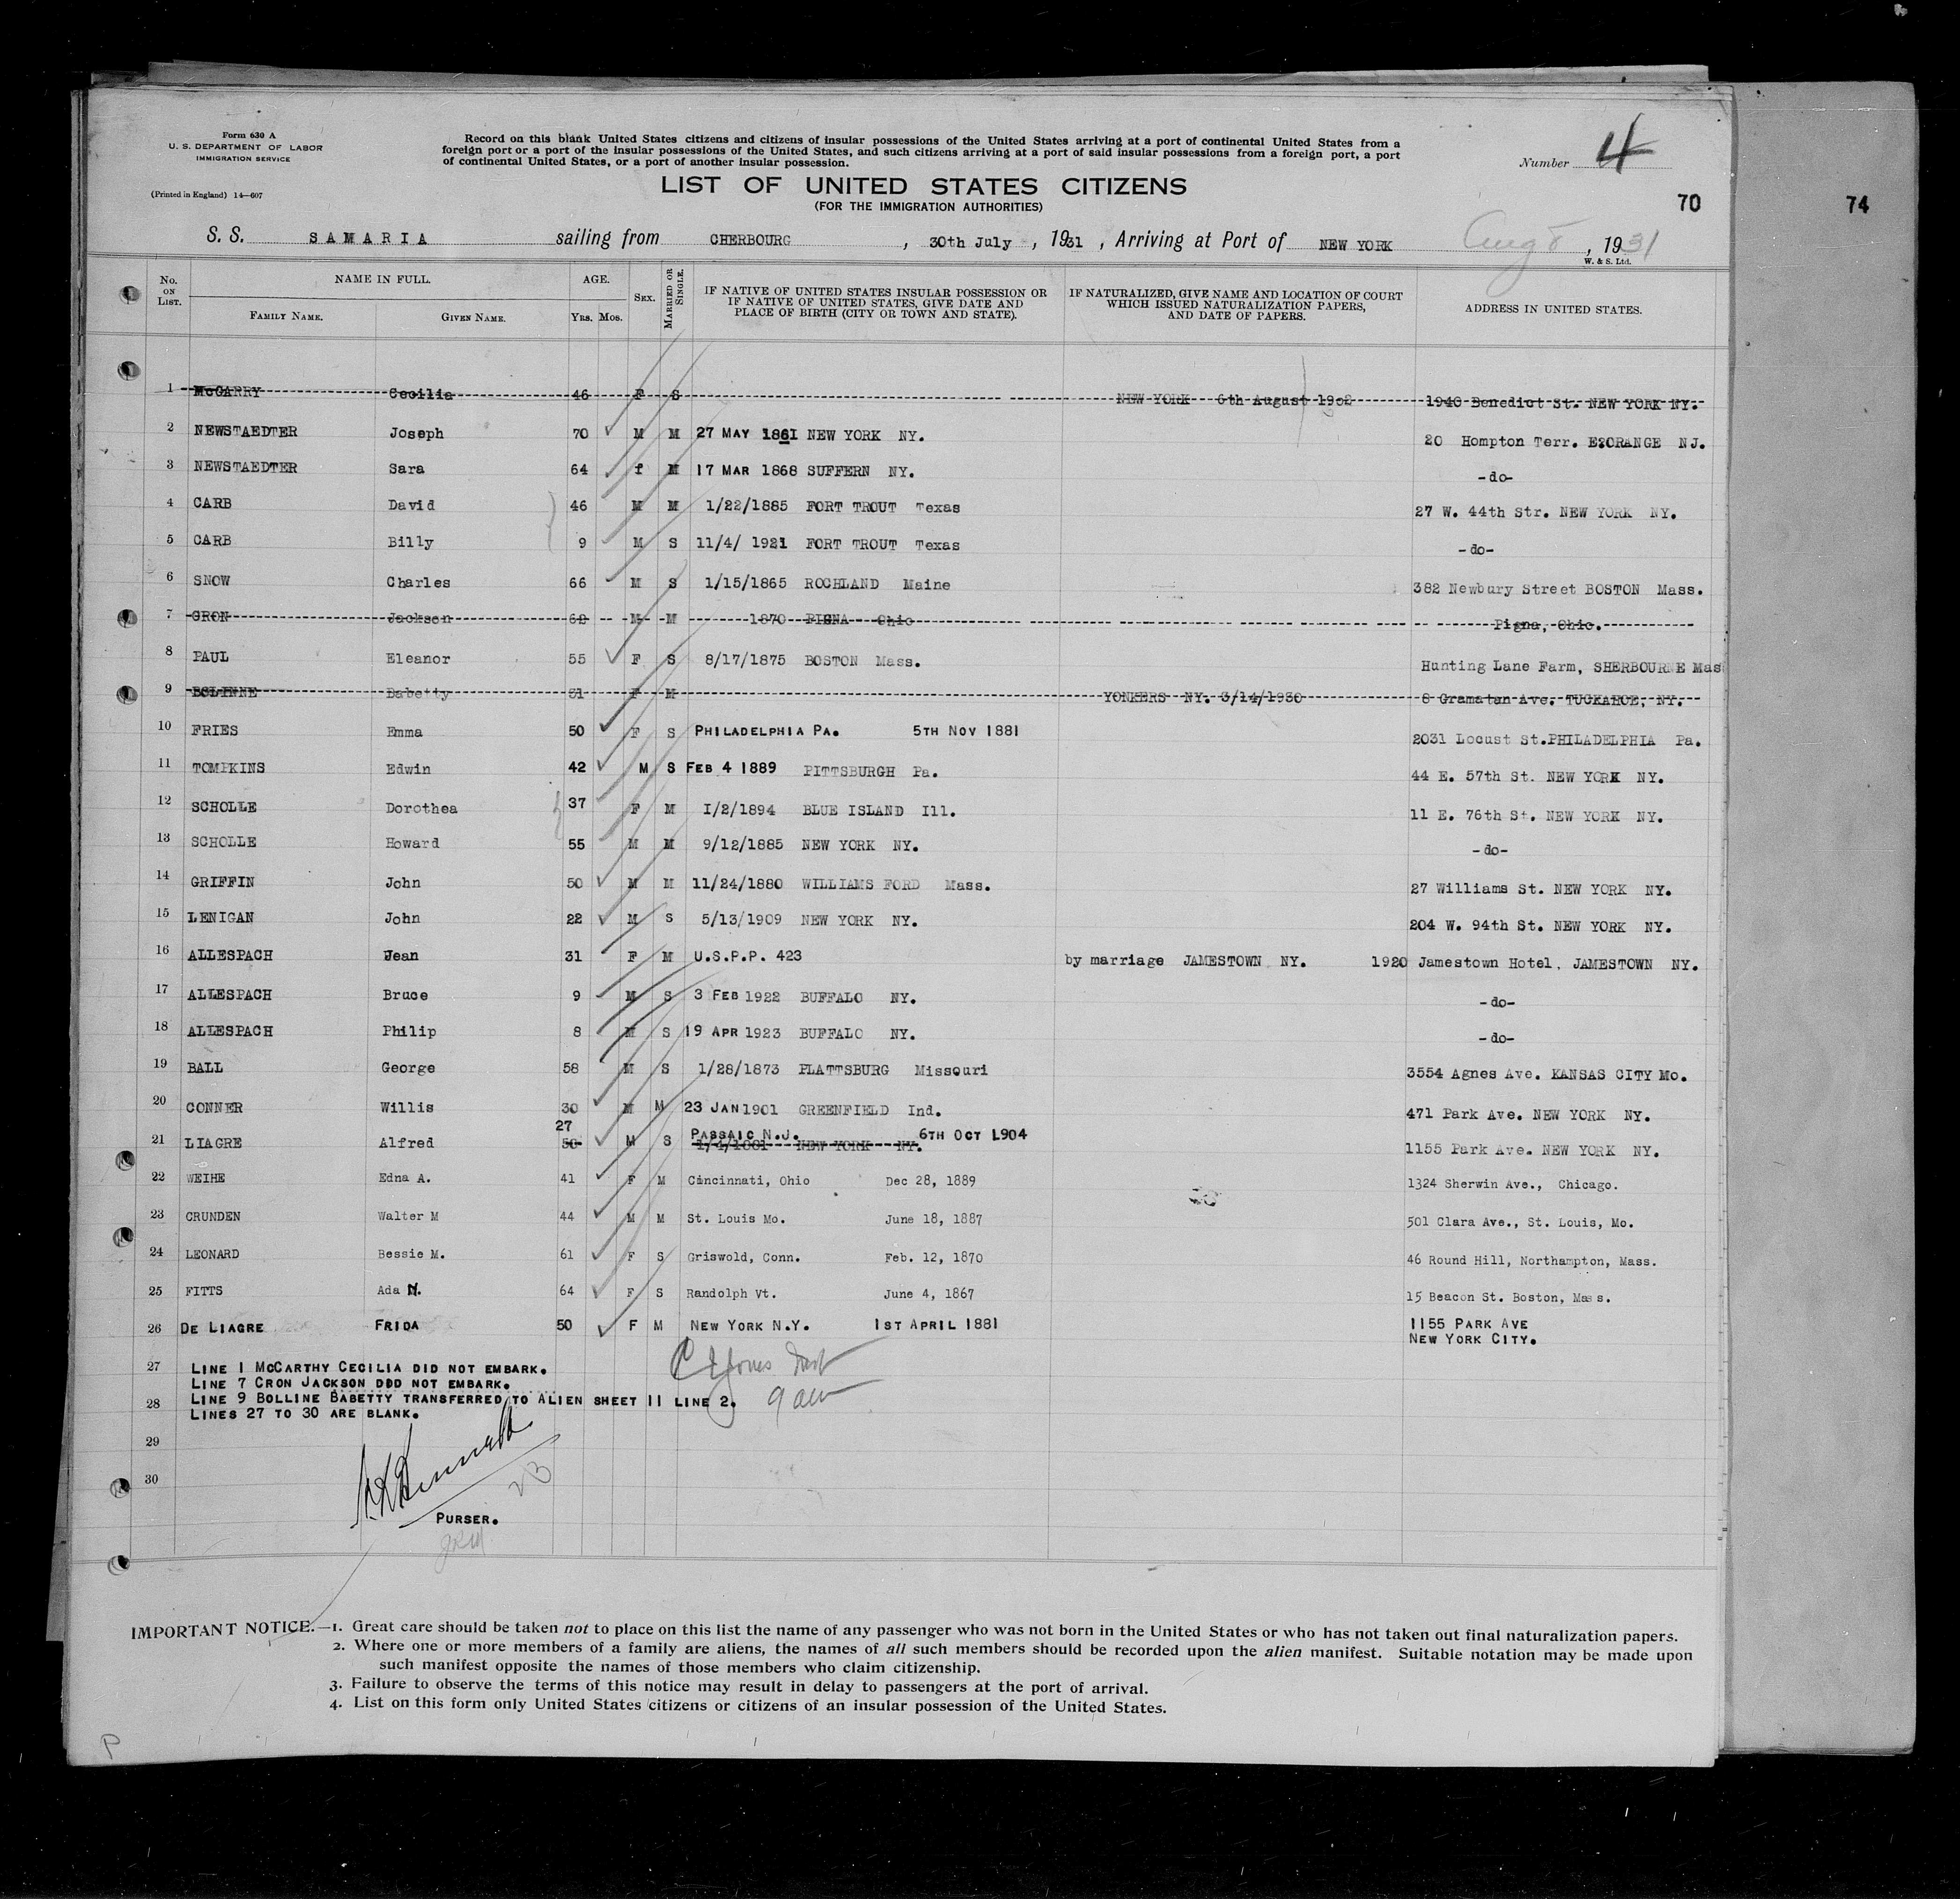 Form 630 A
U. S. DEPARTMENT OF LABOR
IMMIGRATION SERVICE
(Printed in England) 14—607
Record on this blank United States citizens and citizens of insular possessions of the United States arriving at a port of continental United States from a
foreign port or a port of the insular possessions of the United States, and such citizens arriving at a port of said insular possessions from a foreign port, a port
of continental United States, or a port of another insular possession.
Number 4
LIST OF UNITED STATES CITIZENS
(FOR THE IMMIGRATION AUTHORITIES)
70
74
S. S. SAMARIA sailing from CHERBOURG, 30th July, 1931, Arriving at Port of NEW YORK Aug 8, 1931
W. & S. Ltd.
No. ON LIST. NAME IN FULL. FAMILY NAME. GIVEN NAME. AGE. Yrs. Mos. SEX. MARRIED OR SINGLE. IF NATIVE OF UNITED STATES INSULAR POSSESSION OR IF NATIVE OF UNITED STATES, GIVE DATE AND PLACE OF BIRTH (CITY OR TOWN AND STATE). IF NATURALIZED, GIVE NAME AND LOCATION OF COURT WHICH ISSUED NATURALIZATION PAPERS, AND DATE OF PAPERS. ADDRESS IN UNITED STATES.
1 McGARRY Cecilia 46 F S NEW YORK 6th August 1902 1940 Benedict St. NEW YORK NY.
2 NEWSTAEDTER Joseph 70 M M 27 MAY 1861 NEW YORK NY. 20 Hompton Terr. E:ORANGE NJ.
3 NEWSTAEDTER Sara 64 f M 17 MAR 1868 SUFFERN NY. -do-
4 CARB David 46 M M 1/22/1885 FORT TROUT Texas 27 W. 44th Str. NEW YORK NY.
5 CARB Billy 9 M S 11/4/ 1921 FORT TROUT Texas -do-
6 SNOW Charles 66 M S 1/15/1865 ROCHLAND Maine 382 Newbury Street BOSTON Mass.
7 CRON Jackson M M 1870 Ohio Piqna, Ohio.
8 PAUL Eleanor 55 F S 8/17/1875 BOSTON Mass. Hunting Lane Farm, SHERBOURNE Mas
9 BOLINNE Babetty 51 F M YONKERS NY. 3/14/1930 8 Gramatan Ave. TUCKAHOE, NY.
10 FRIES Emma 50 F S PHILADELPHIA PA. 5TH NOV 1881 2031 Locust St.PHILADELPHIA Pa.
11 TOMPKINS Edwin 42 M S FEB 4 1889 PITTSBURGH Pa. 44 E. 57th St. NEW YORK NY.
12 SCHOLLE Dorothea 37 F M I/2/1894 BLUE ISLAND Ill. 11 E. 76th St. NEW YORK NY.
13 SCHOLLE Howard 55 M M 9/12/1885 NEW YORK NY. -do-
14 GRIFFIN John 50 M M 11/24/1880 WILLIAMS FORD Mass. 27 Williams St. NEW YORK NY.
15 LENIGAN John 22 M S 5/13/1909 NEW YORK NY. 204 W. 94th St. NEW YORK NY.
16 ALLESPACH Jean 31 F M U.S.P.P. 423 by marriage JAMESTOWN NY. 1920 Jamestown Hotel, JAMESTOWN NY.
17 ALLESPACH Bruce 9 M S 3 FEB 1922 BUFFALO NY. -do-
18 ALLESPACH Philip 8 M S 19 APR 1923 BUFFALO NY. -do-
19 BALL George 58 M S 1/28/1873 PLATTSBURG Missouri 3554 Agnes Ave. KANSAS CITY Mo.
20 CONNER Willis 30 M M 23 JAN 1901 GREENFIELD Ind. 471 Park Ave. NEW YORK NY.
27 PASSAIC N.J. 6TH OCT 1904
21 LIAGRE Alfred 50 M S 1/4/1881 NEW YORK NY. 1155 Park Ave. NEW YORK NY.
22 WEIHE Edna A. 41 F M Cincinnati, Ohio Dec 28, 1889 1324 Sherwin Ave., Chicago.
23 CRUNDEN Walter M 44 M M St. Louis Mo. June 18, 1887 501 Clara Ave., St. Louis, Mo.
24 LEONARD Bessie M. 61 F S Griswold, Conn. Feb. 12, 1870 46 Round Hill, Northampton, Mass.
25 FITTS Ada N. 64 F S Randolph Vt. June 4, 1867 15 Beacon St. Boston, Mass.
26 DE LIAGRE FRIDA 50 F M NEW YORK N.Y. 1ST APRIL 1881 1155 PARK AVE
NEW YORK CITY.
27 LINE 1 MCCARTHY CECILIA DID NOT EMBARK.
LINE 7 CRON JACKSON DDD NOT EMBARK.
28 LINE 9 BOLLINE BABETTY TRANSFERRED TO ALIEN SHEET 11 LINE 2.
LINES 27 TO 30 ARE BLANK.
29
30
23
PURSER.
IMPORTANT NOTICE.—1. Great care should be taken not to place on this list the name of any passenger who was not born in the United States or who has not taken out final naturalization papers.
2. Where one or more members of a family are aliens, the names of all such members should be recorded upon the alien manifest. Suitable notation may be made upon
such manifest opposite the names of those members who claim citizenship.
3. Failure to observe the terms of this notice may result in delay to passengers at the port of arrival.
4. List on this form only United States citizens or citizens of an insular possession of the United States.
P